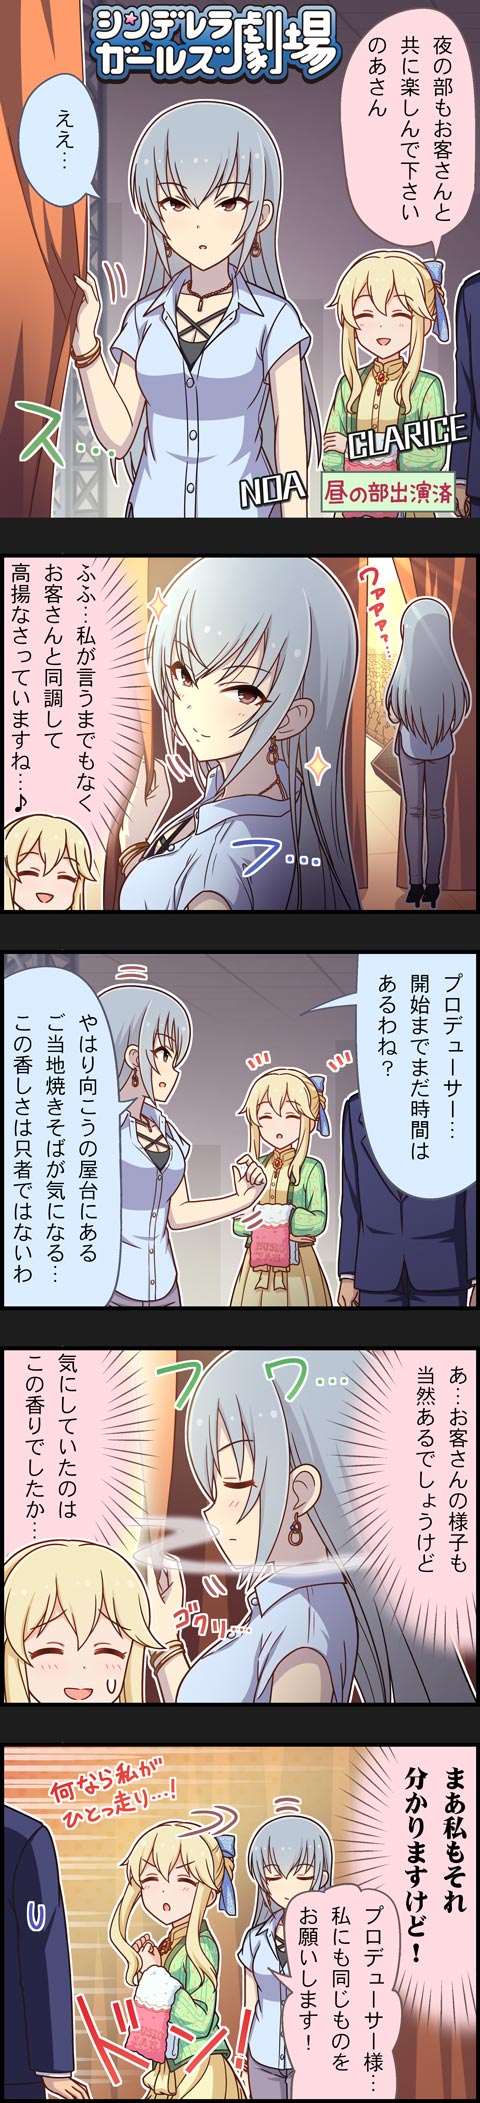 シンデレラ
ガールズ劇場
夜の部もお客さんと
共に楽しんで下さい
のあさん
ええ…
ス…
NOA
CLARICE
昼の部出演済
ワァァァァ…
ふふ…私が言うまでもなく
お客さんと同調して
高揚なさっていますね…♪
フ…
プロデューサー…
開始までまだ時間は
あるわね？
やはり向こうの屋台にある
ご当地焼きそばが気になる…
この香しさは只者ではないわ
MUSIC
あ…お客さんの様子も
当然あるでしょうけど
フワ…
気にしていたのは
この香りでしたか…
ゴクリ……
まあ私もそれ
分かりますけど！
何なら私が
ひとっ走り…！
プロデューサー様…
私にも同じものを
お願いします！
ドン！